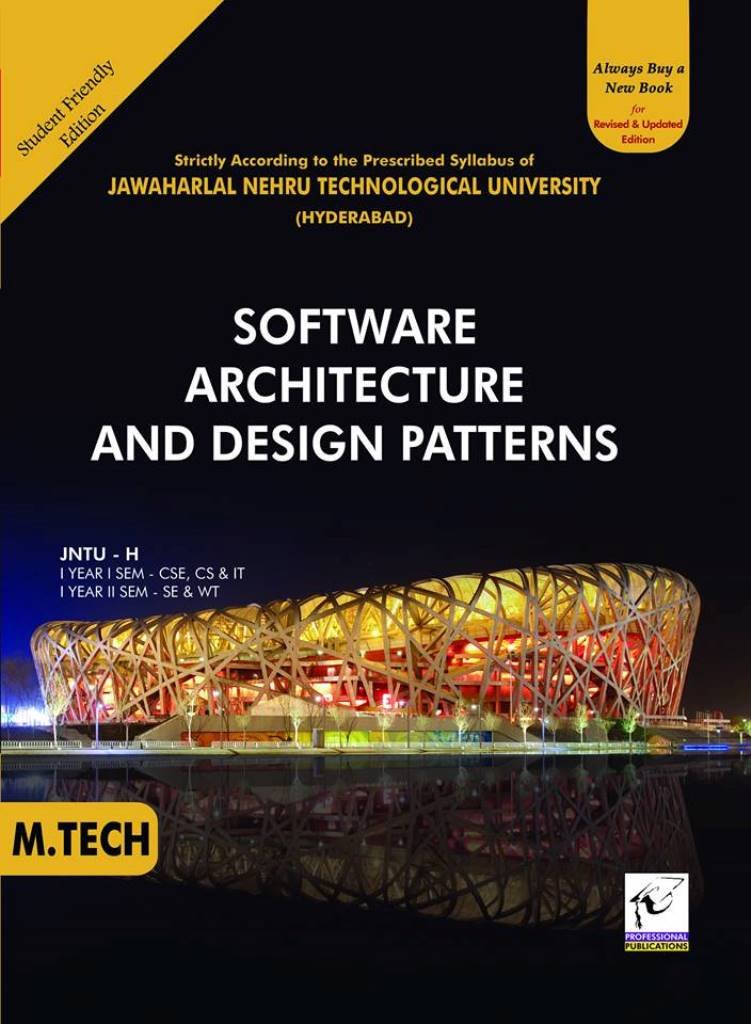 Student Friendly
Edition
Always Buy a
New Book
for
Revised & Updated
Edition
Strictly According to the Prescribed Syllabus of
JAWAHARLAL NEHRU TECHNOLOGICAL UNIVERSITY
(HYDERABAD)
SOFTWARE
ARCHITECTURE
AND DESIGN PATTERNS
JNTU - H
I YEAR I SEM - CSE, CS & IT
I YEAR II SEM - SE & WT
M.TECH
PROFESSIONAL
PUBLICATIONS